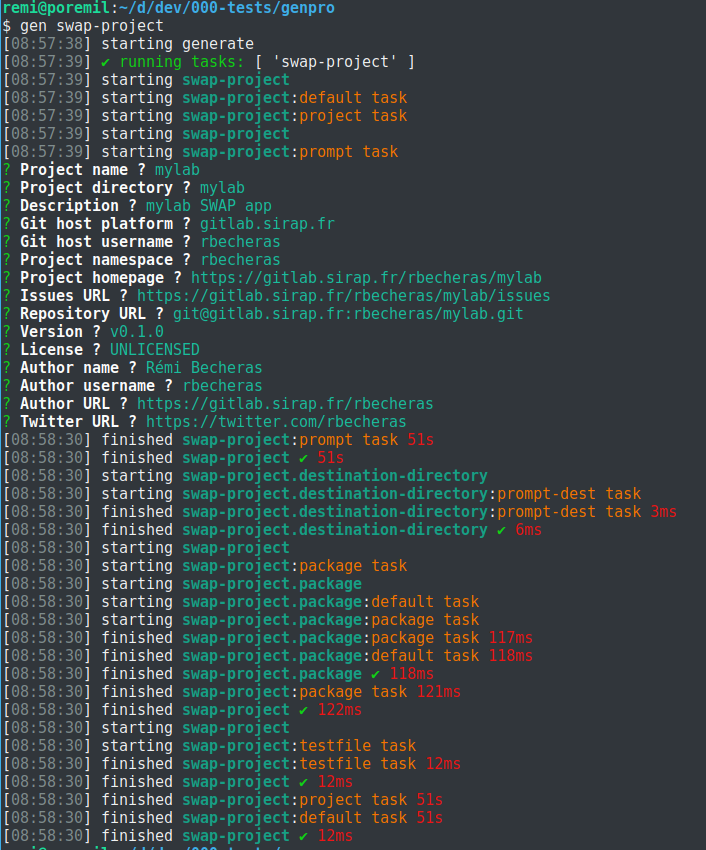 remi@poremil:~/d/dev/000-tests/genpro
$ gen swap-project
[08:57:38] starting generate
[08:57:39] ✔ running tasks: [ 'swap-project' ]
[08:57:39] starting swap-project
[08:57:39] starting swap-project:default task
[08:57:39] starting swap-project:project task
[08:57:39] starting swap-project
[08:57:39] starting swap-project:prompt task
? Project name ? mylab
? Project directory ? mylab
? Description ? mylab SWAP app
? Git host platform ? gitlab.sirap.fr
? Git host username ? rbecheras
? Project namespace ? rbecheras
? Project homepage ? https://gitlab.sirap.fr/rbecheras/mylab
? Issues URL ? https://gitlab.sirap.fr/rbecheras/mylab/issues
? Repository URL ? git@gitlab.sirap.fr:rbecheras/mylab.git
? Version ? v0.1.0
? License ? UNLICENSED
? Author name ? Rémi Becheras
? Author username ? rbecheras
? Author URL ? https://gitlab.sirap.fr/rbecheras
? Twitter URL ? https://twitter.com/rbecheras
[08:58:30] finished swap-project:prompt task 51s
[08:58:30] finished swap-project ✔ 51s
[08:58:30] starting swap-project.destination-directory
[08:58:30] starting swap-project.destination-directory:prompt-dest task
[08:58:30] finished swap-project.destination-directory:prompt-dest task 3ms
[08:58:30] finished swap-project.destination-directory ✔ 6ms
[08:58:30] starting swap-project
[08:58:30] starting swap-project:package task
[08:58:30] starting swap-project.package
[08:58:30] starting swap-project.package:default task
[08:58:30] starting swap-project.package:package task
[08:58:30] finished swap-project.package:package task 117ms
[08:58:30] finished swap-project.package:default task 118ms
[08:58:30] finished swap-project.package ✔ 118ms
[08:58:30] finished swap-project:package task 121ms
[08:58:30] finished swap-project ✔ 122ms
[08:58:30] starting swap-project
[08:58:30] starting swap-project:testfile task
[08:58:30] finished swap-project:testfile task 12ms
[08:58:30] finished swap-project ✔ 12ms
[08:58:30] finished swap-project:project task 51s
[08:58:30] finished swap-project:default task 51s
[08:58:30] finished swap-project ✔ 12ms